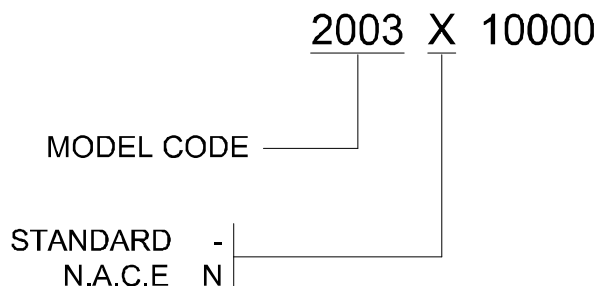 2003 X 10000
MODEL CODE
STANDARD -
N.A.C.E N